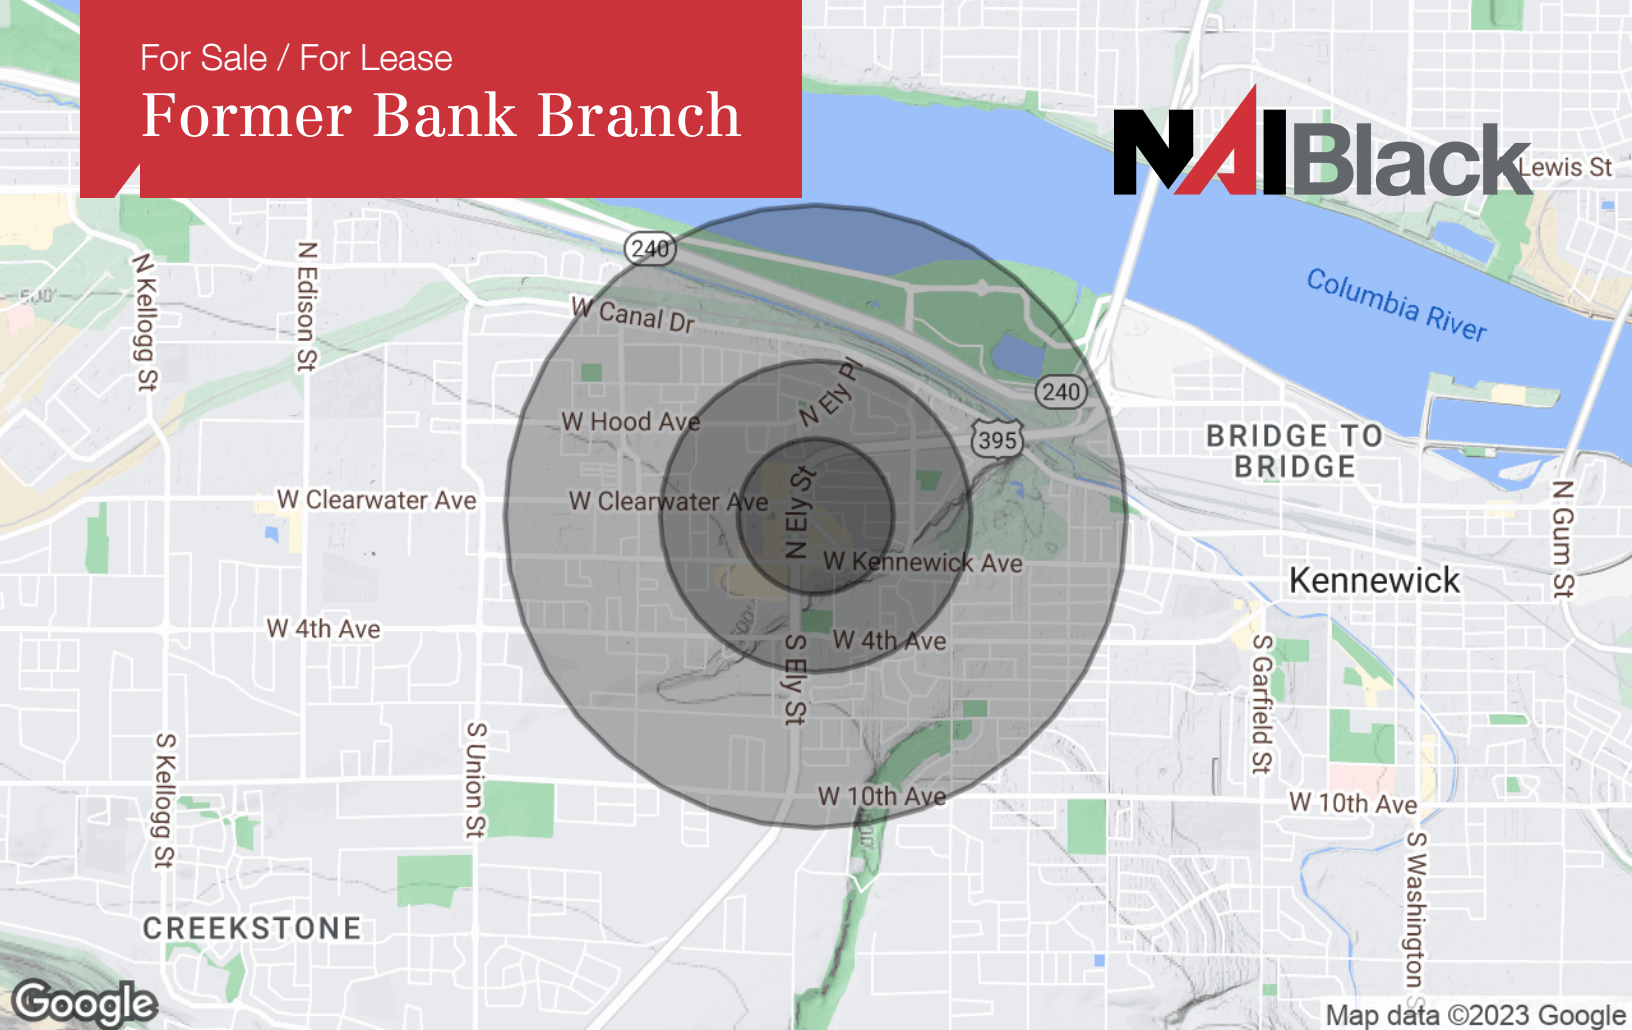 For Sale / For Lease
Former Bank Branch
NAI Black
Lewis St
240
N Kellogg St
N Edison St
500'
W Canal Dr
Columbia River
N Ely Pl
240
W Hood Ave
395
BRIDGE TO
BRIDGE
W Clearwater Ave
W Clearwater Ave
N Ely St
N Gum St
W Kennewick Ave
Kennewick
W 4th Ave
W 4th Ave
S Ely St
S Garfield St
S Kellogg St
S Union St
W 10th Ave
W 10th Ave
S Washington S
CREEKSTONE
Google
Map data ©2023 Google